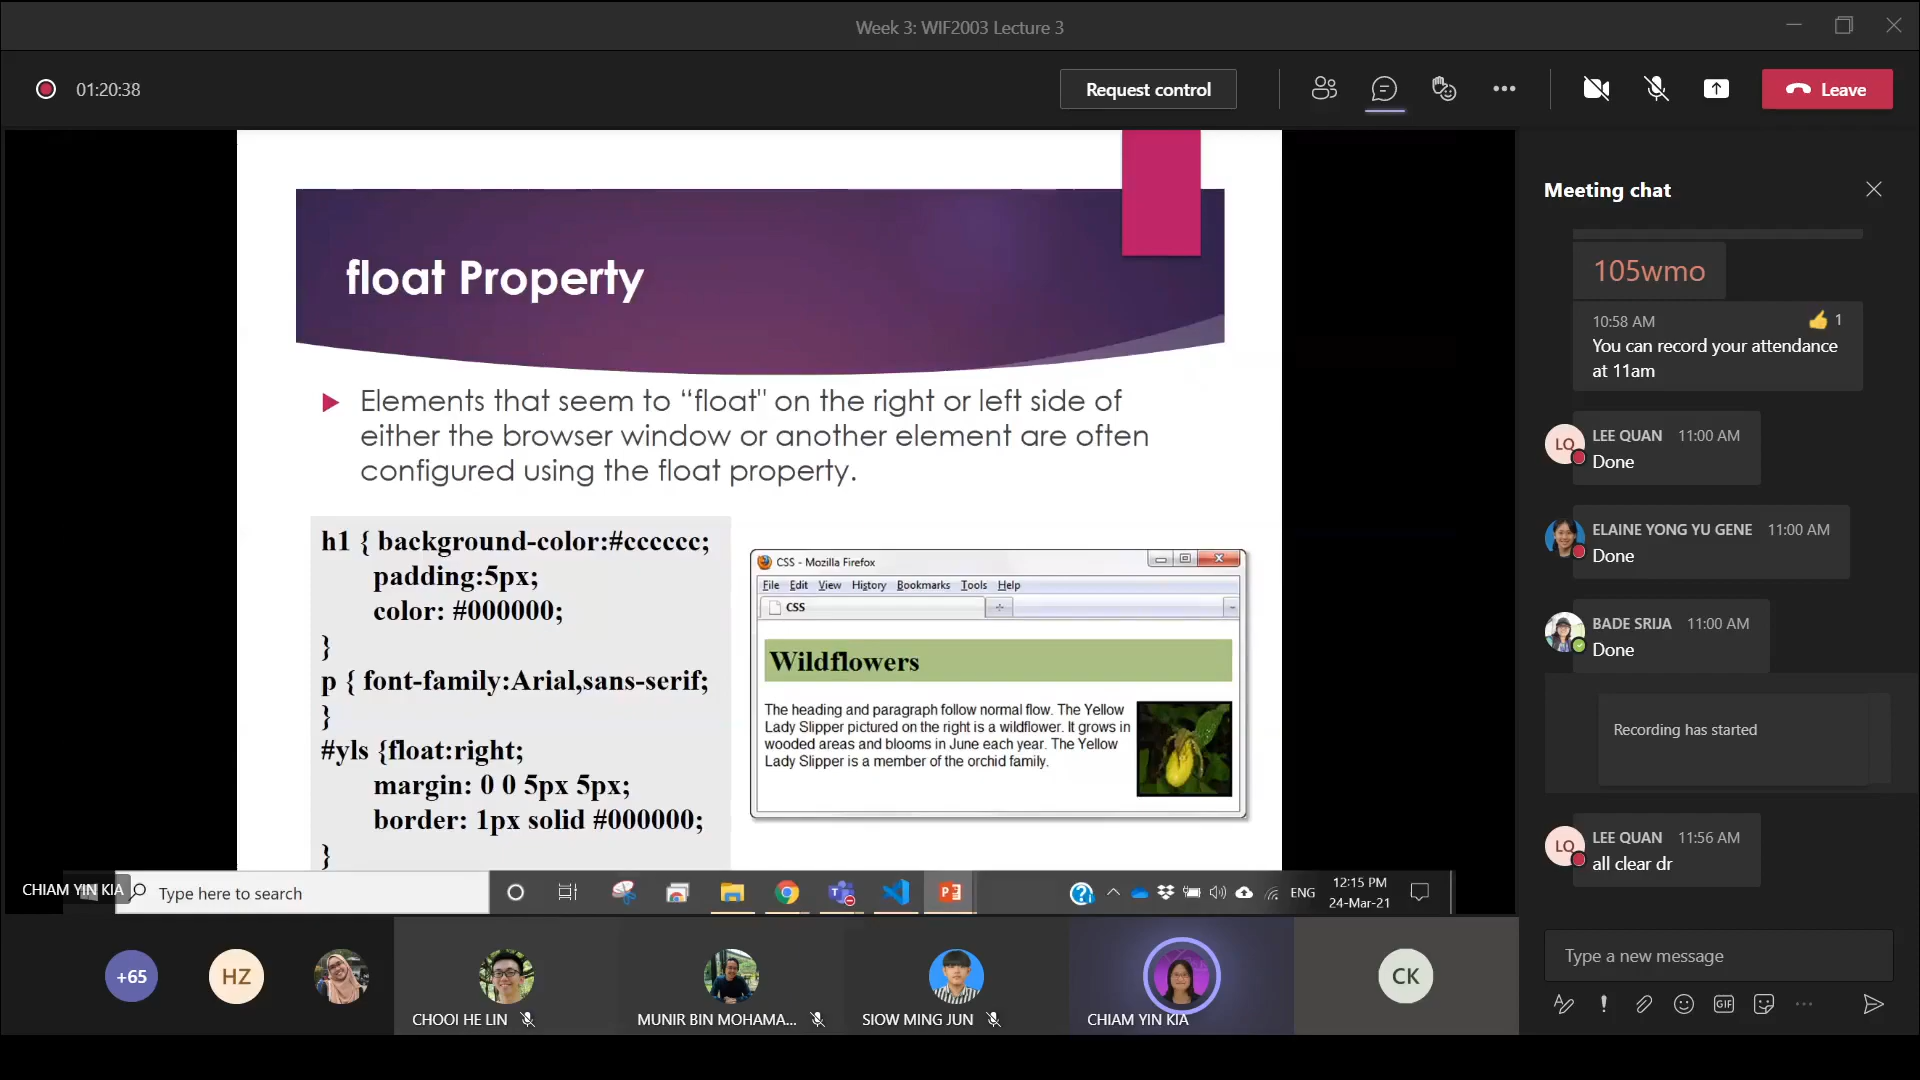 Week 3: WIF2003 Lecture 3
01:20:38
Request control
Leave
float Property
Elements that seem to “float" on the right or left side of
either the browser window or another element are often
configured using the float property.
h1 { background-color:#cccccc;
padding:5px;
color: #000000;
}
p { font-family:Arial,sans-serif;
}
#yls {float:right;
margin: 0 0 5px 5px;
border: 1px solid #000000;
}
CSS - Mozilla Firefox
File Edit View History Bookmarks Tools Help
CSS
Wildflowers
The heading and paragraph follow normal flow. The Yellow
Lady Slipper pictured on the right is a wildflower. It grows in
wooded areas and blooms in June each year. The Yellow
Lady Slipper is a member of the orchid family.
CHIAM YIN KIA
Type here to search
ENG
12:15 PM
24-Mar-21
+65
HZ
CHOOI HE LIN
MUNIR BIN MOHAMA...
SIOW MING JUN
CHIAM YIN KIA
CK
Meeting chat
105wmo
10:58 AM
1
You can record your attendance
at 11am
LQ
LEE QUAN 11:00 AM
Done
ELAINE YONG YU GENE 11:00 AM
Done
BADE SRIJA 11:00 AM
Done
Recording has started
LQ
LEE QUAN 11:56 AM
all clear dr
Type a new message
GIF